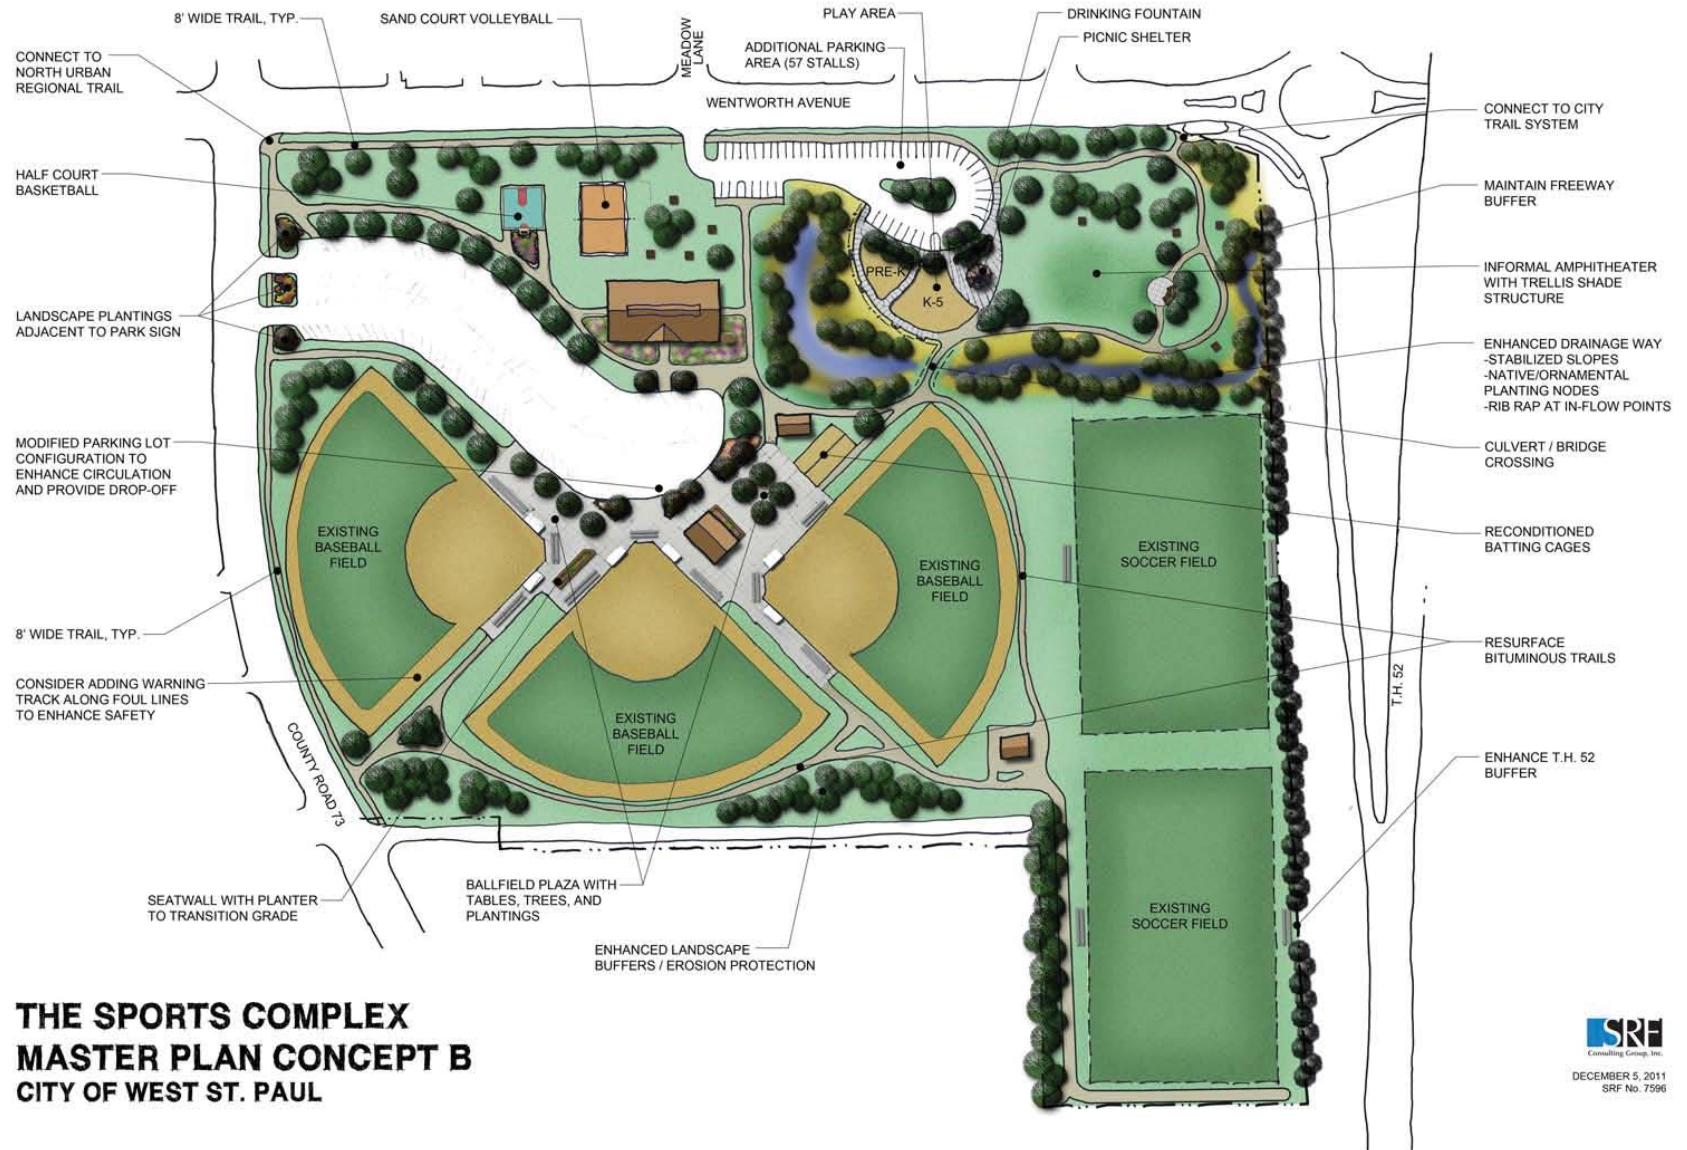 8' WIDE TRAIL, TYP.
SAND COURT VOLLEYBALL
PLAY AREA
DRINKING FOUNTAIN
PICNIC SHELTER
ADDITIONAL PARKING
AREA (57 STALLS)
MEADOW
LANE
WENTWORTH AVENUE
CONNECT TO
NORTH URBAN
REGIONAL TRAIL
CONNECT TO CITY
TRAIL SYSTEM
HALF COURT
BASKETBALL
MAINTAIN FREEWAY
BUFFER
PRE-K
K-5
INFORMAL AMPHITHEATER
WITH TRELLIS SHADE
STRUCTURE
LANDSCAPE PLANTINGS
ADJACENT TO PARK SIGN
ENHANCED DRAINAGE WAY
-STABILIZED SLOPES
-NATIVE/ORNAMENTAL
PLANTING NODES
-RIB RAP AT IN-FLOW POINTS
MODIFIED PARKING LOT
CONFIGURATION TO
ENHANCE CIRCULATION
AND PROVIDE DROP-OFF
CULVERT / BRIDGE
CROSSING
EXISTING
BASEBALL
FIELD
EXISTING
BASEBALL
FIELD
EXISTING
SOCCER FIELD
RECONDITIONED
BATTING CAGES
8' WIDE TRAIL, TYP.
RESURFACE
BITUMINOUS TRAILS
CONSIDER ADDING WARNING
TRACK ALONG FOUL LINES
TO ENHANCE SAFETY
EXISTING
BASEBALL
FIELD
T.H. 52
COUNTY ROAD 73
ENHANCE T.H. 52
BUFFER
SEATWALL WITH PLANTER
TO TRANSITION GRADE
BALLFIELD PLAZA WITH
TABLES, TREES, AND
PLANTINGS
EXISTING
SOCCER FIELD
ENHANCED LANDSCAPE
BUFFERS / EROSION PROTECTION
THE SPORTS COMPLEX
MASTER PLAN CONCEPT B
CITY OF WEST ST. PAUL
SRF
Consulting Group, Inc.
DECEMBER 5, 2011
SRF No. 7596